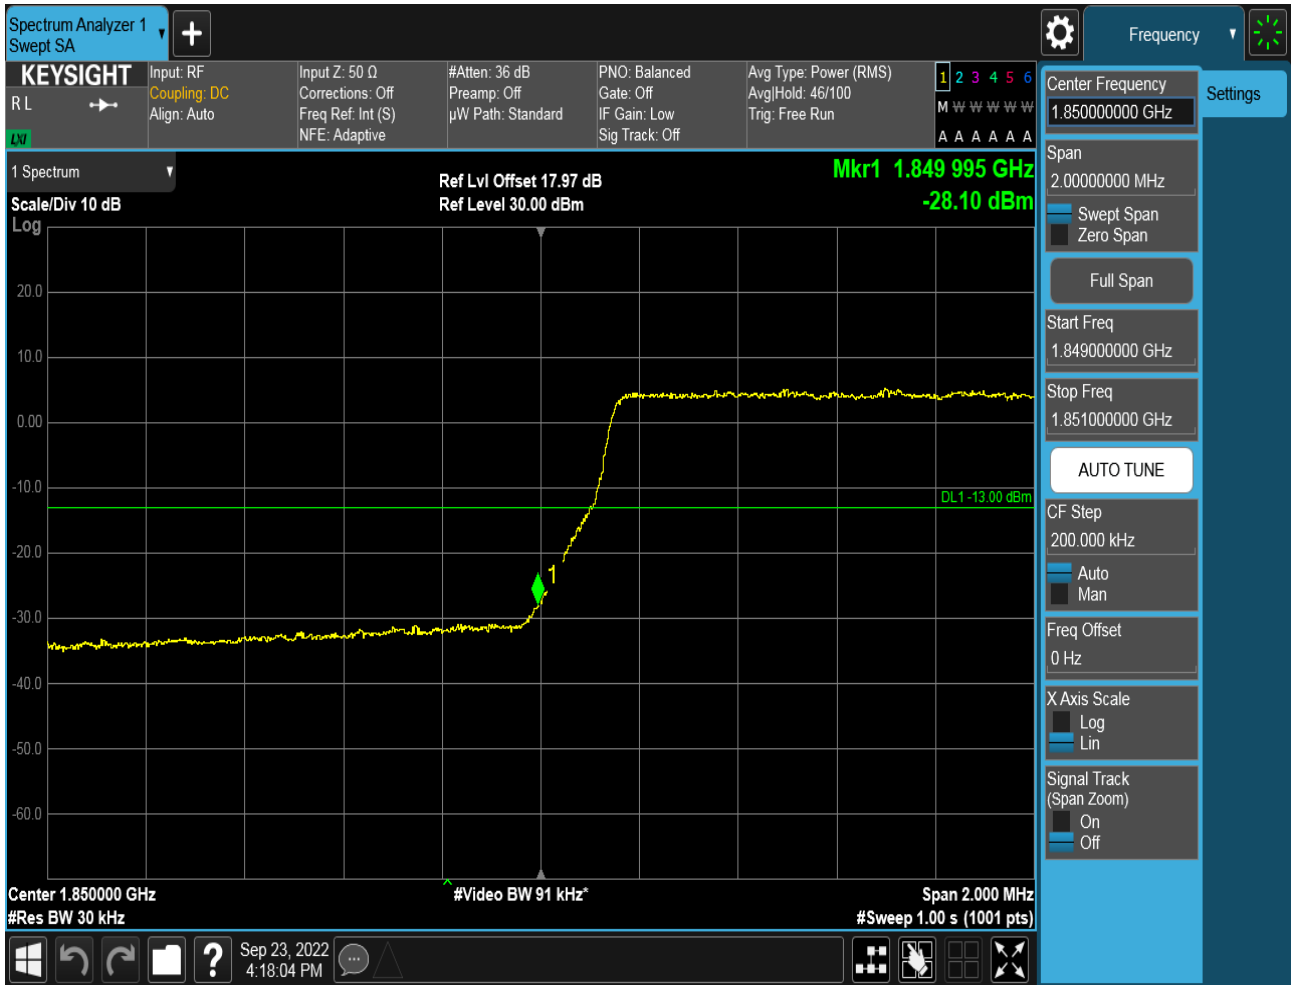 Spectrum Analyzer 1
Swept SA
+
Frequency
KEYSIGHT
R L
LXI
Input: RF
Coupling: DC
Align: Auto
Input Z: 50 Ω
Corrections: Off
Freq Ref: Int (S)
NFE: Adaptive
#Atten: 36 dB
Preamp: Off
µW Path: Standard
PNO: Balanced
Gate: Off
IF Gain: Low
Sig Track: Off
Avg Type: Power (RMS)
Avg|Hold: 46/100
Trig: Free Run
1 2 3 4 5 6
M W W W W W
A A A A A A
1 Spectrum
Scale/Div 10 dB
Log
Ref Lvl Offset 17.97 dB
Ref Level 30.00 dBm
Mkr1 1.849 995 GHz
-28.10 dBm
20.0
10.0
0.00
-10.0
-20.0
-30.0
-40.0
-50.0
-60.0
DL1 -13.00 dBm
1
Center 1.850000 GHz
#Res BW 30 kHz
#Video BW 91 kHz*
Span 2.000 MHz
#Sweep 1.00 s (1001 pts)
Center Frequency
1.850000000 GHz
Settings
Span
2.00000000 MHz
Swept Span
Zero Span
Full Span
Start Freq
1.849000000 GHz
Stop Freq
1.851000000 GHz
AUTO TUNE
CF Step
200.000 kHz
Auto
Man
Freq Offset
0 Hz
X Axis Scale
Log
Lin
Signal Track
(Span Zoom)
On
Off
?
Sep 23, 2022
4:18:04 PM